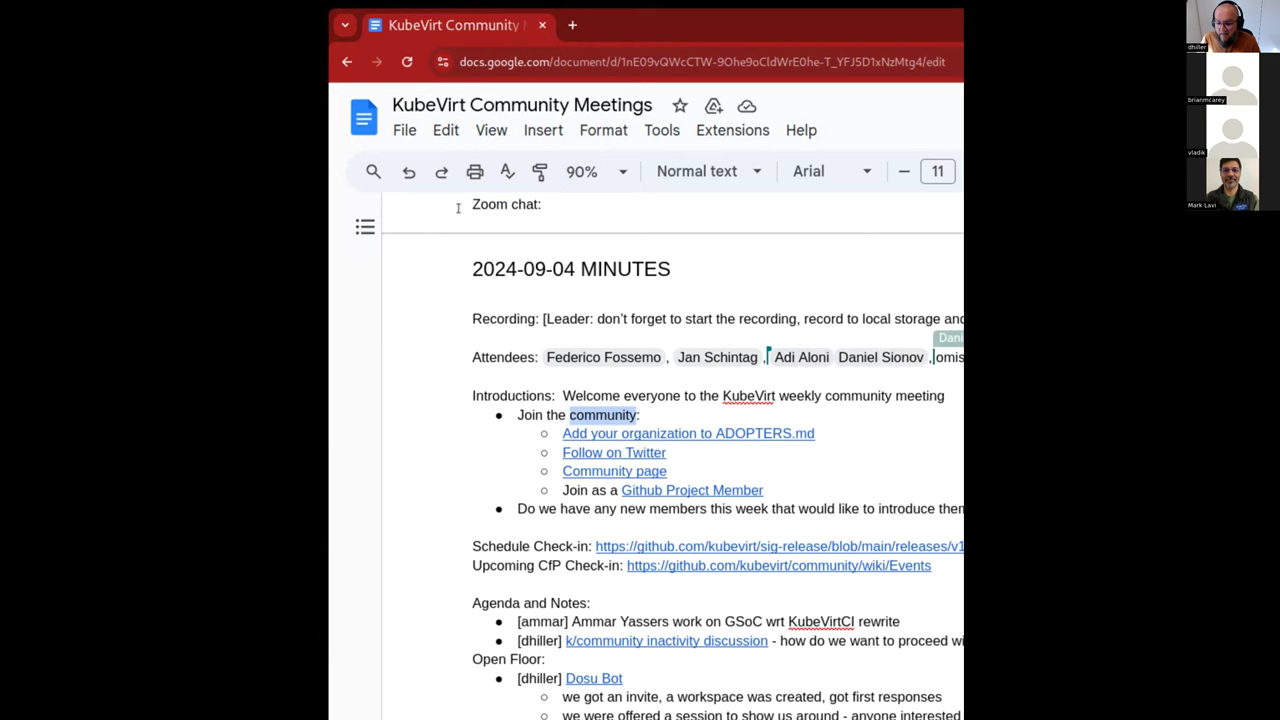 KubeVirt Community
docs.google.com/document/d/1nE09vQWcCTW-9Ohe9oCldWrE0he-T_YFJ5D1xNzMtg4/edit
KubeVirt Community Meetings
File Edit View Insert Format Tools Extensions Help
90% Normal text Arial 11
Zoom chat:
2024-09-04 MINUTES
Recording: [Leader: don't forget to start the recording, record to local storage and
Dani
Attendees: Federico Fossemo , Jan Schintag , Adi Aloni Daniel Sionov , omis
Introductions: Welcome everyone to the KubeVirt weekly community meeting
● Join the community:
○ Add your organization to ADOPTERS.md
○ Follow on Twitter
○ Community page
○ Join as a Github Project Member
● Do we have any new members this week that would like to introduce them
Schedule Check-in: https://github.com/kubevirt/sig-release/blob/main/releases/v1
Upcoming CfP Check-in: https://github.com/kubevirt/community/wiki/Events
Agenda and Notes:
● [ammar] Ammar Yassers work on GSoC wrt KubeVirtCI rewrite
● [dhiller] k/community inactivity discussion - how do we want to proceed wi
Open Floor:
● [dhiller] Dosu Bot
○ we got an invite, a workspace was created, got first responses
○ we were offered a session to show us around - anyone interested
dhiller
brianmcarey
vladik
Mark Lavi